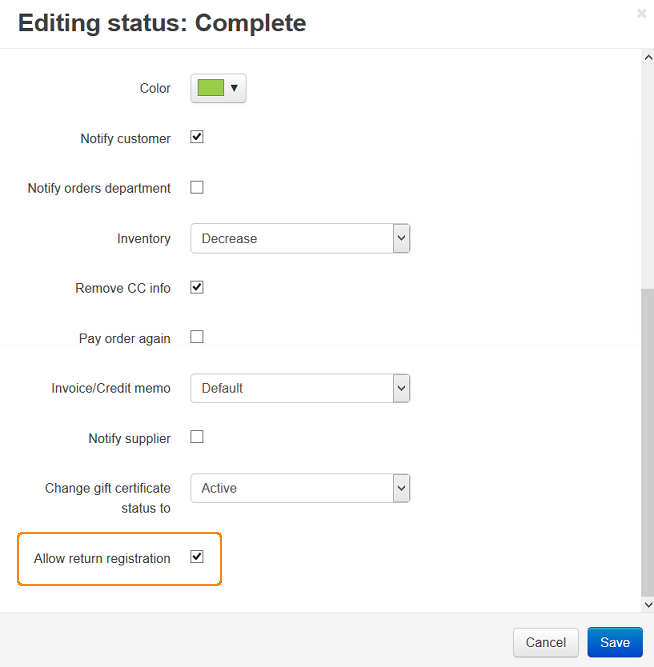 Editing status: Complete
Color
Notify customer
Notify orders department
Inventory
Decrease
Remove CC info
Pay order again
Invoice/Credit memo
Default
Notify supplier
Change gift certificate
status to
Active
Allow return registration
Cancel
Save